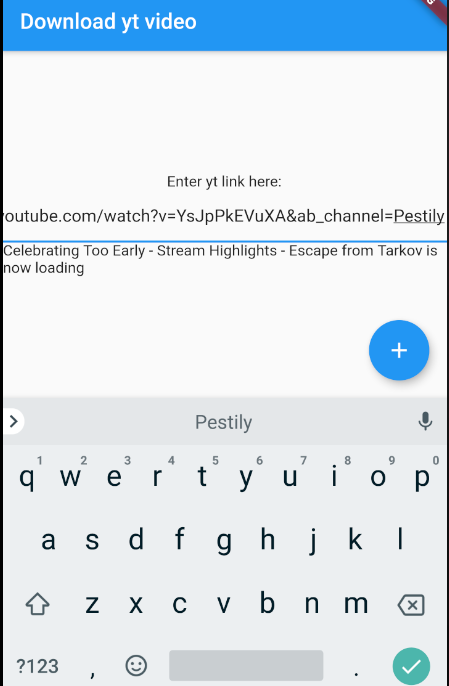 Download yt video
Enter yt link here:
youtube.com/watch?v=YsJpPkEVuXA&ab_channel=Pestily
Celebrating Too Early - Stream Highlights - Escape from Tarkov is
now loading
+
Pestily
1 2 3 4 5 6 7 8 9 0
q w e r t y u i o p
a s d f g h j k l
z x c v b n m
?123 , .